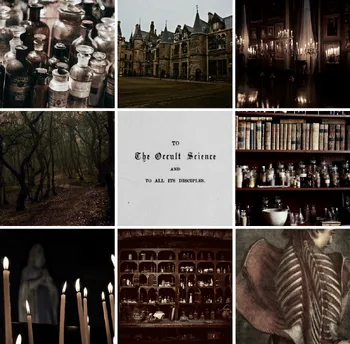 TO
The Occult Science
AND
TO ALL ITS DISCIPLES.